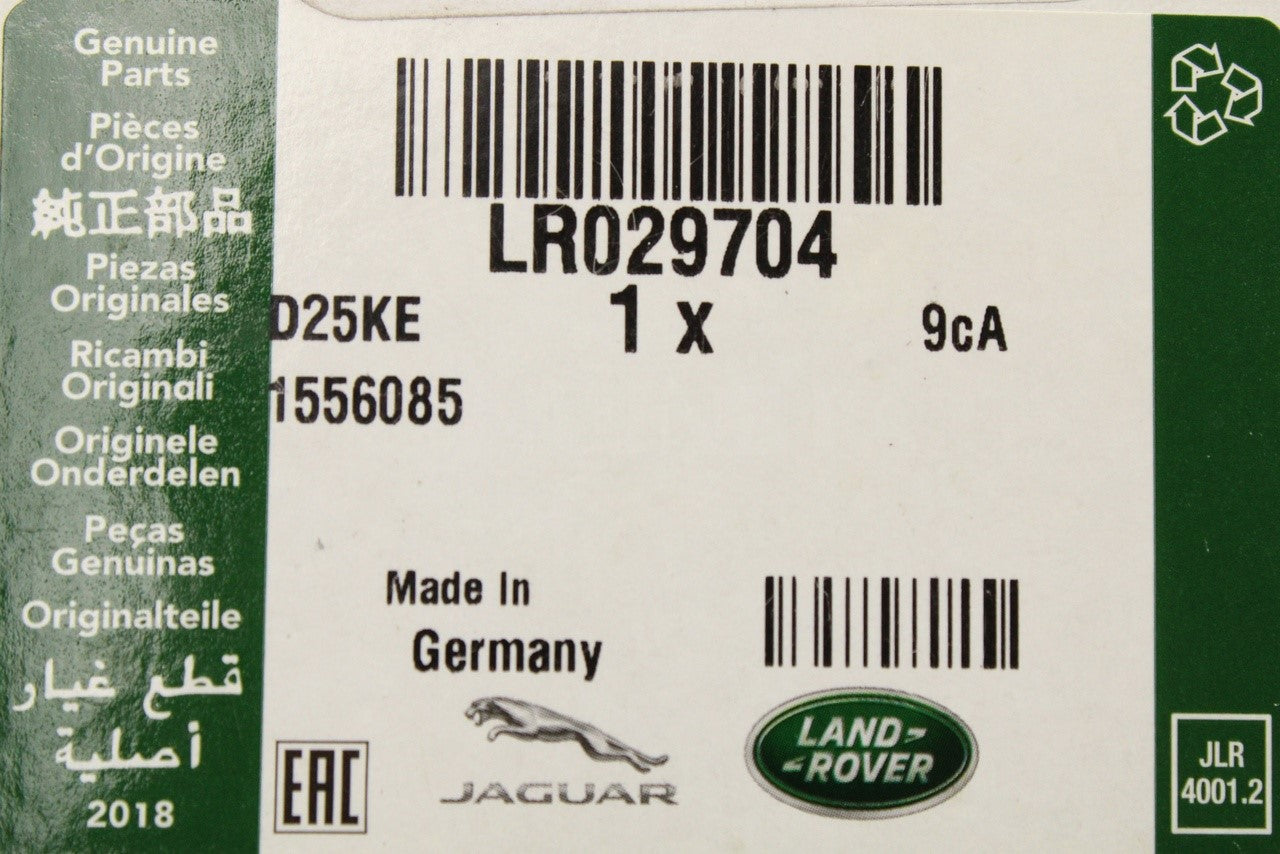 Genuine
Parts
Pièces
d'Origine
純正部品
Piezas
Originales
Ricambi
Originali
Originele
Onderdelen
Peças
Genuinas
Originalteile
قطع غيار
أصلية
2018
LR029704
D25KE
1 x
9cA
1556085
Made In
Germany
EAC
JAGUAR
LAND-
-ROVER
JLR
4001.2